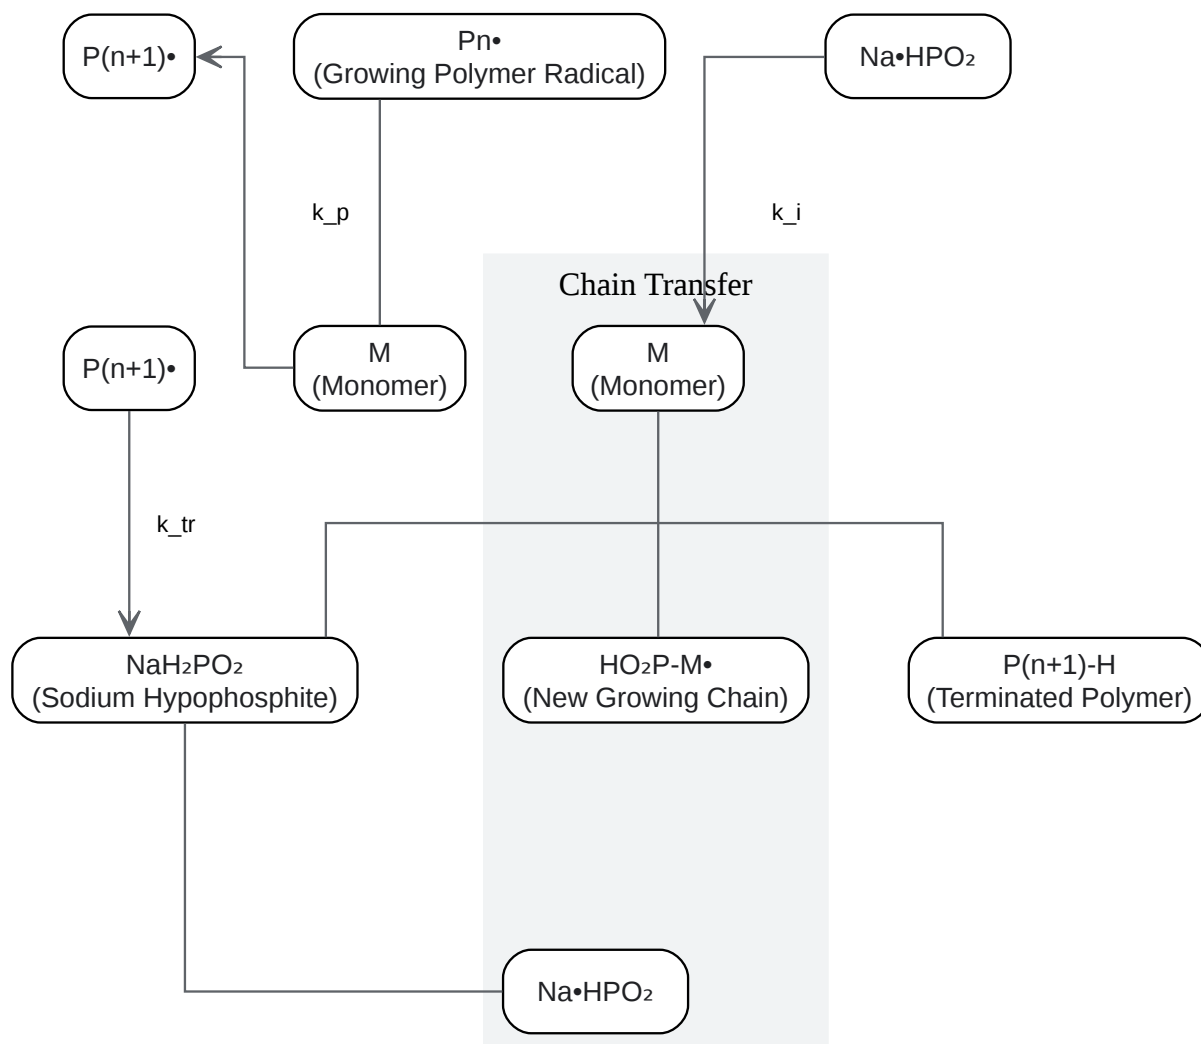 P(n+1)•
Pn•
(Growing Polymer Radical)
Na•HPO₂
k_p
k_i
Chain Transfer
P(n+1)•
M
(Monomer)
M
(Monomer)
k_tr
NaH₂PO₂
(Sodium Hypophosphite)
HO₂P-M•
(New Growing Chain)
P(n+1)-H
(Terminated Polymer)
Na•HPO₂